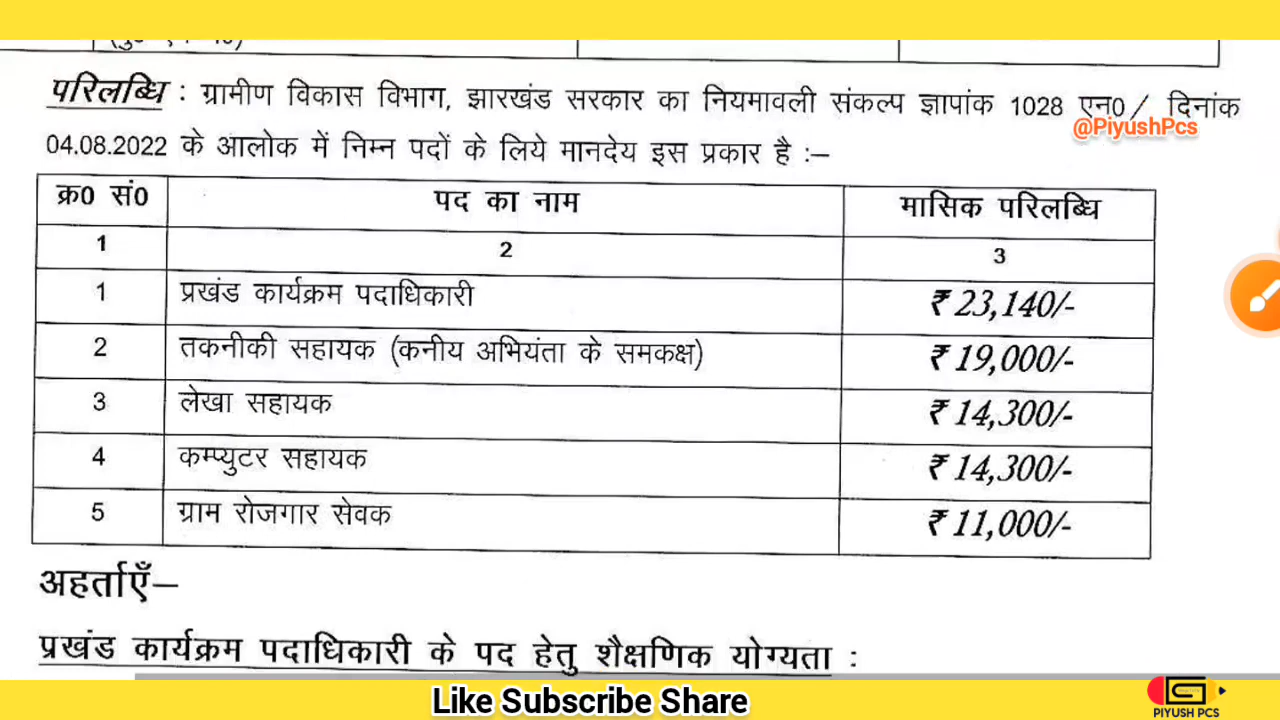 परिलब्धि : ग्रामीण विकास विभाग, झारखंड सरकार का नियमावली संकल्प ज्ञापांक 1028 एन0/ दिनांक
@PiyushPcs
04.08.2022 के आलोक में निम्न पदों के लिये मानदेय इस प्रकार है :–
क्र0 सं0 पद का नाम मासिक परिलब्धि
1 2 3
1 प्रखंड कार्यक्रम पदाधिकारी ₹ 23,140/-
2 तकनीकी सहायक (कनीय अभियंता के समकक्ष) ₹ 19,000/-
3 लेखा सहायक ₹ 14,300/-
4 कम्प्युटर सहायक ₹ 14,300/-
5 ग्राम रोजगार सेवक ₹ 11,000/-
अहर्ताएँ–
प्रखंड कार्यक्रम पदाधिकारी के पद हेतु शैक्षणिक योग्यता :
Like Subscribe Share
PIYUSH PCS